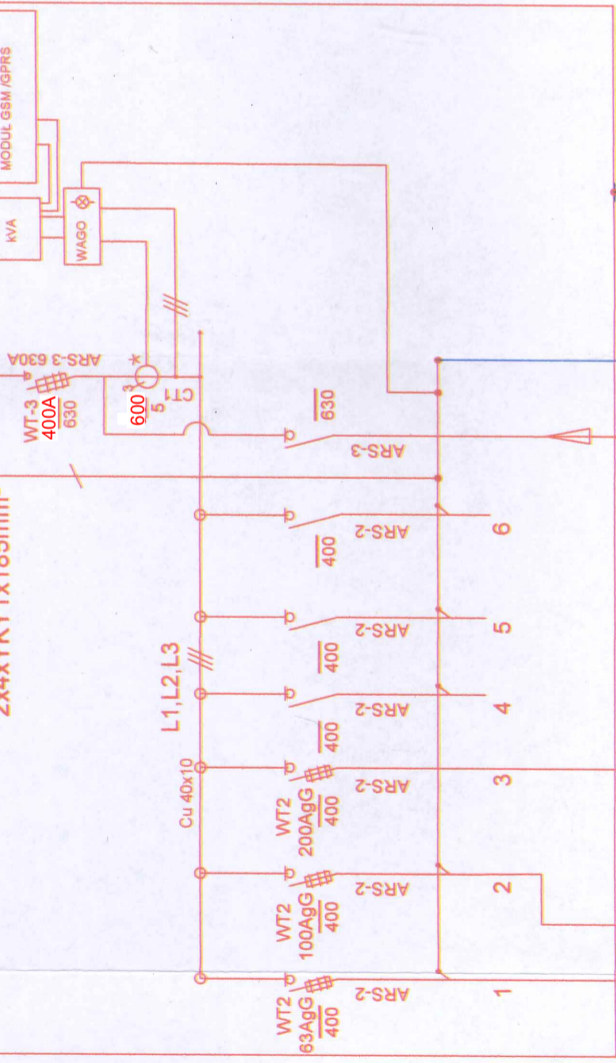 MODUŁ GSM /GPRS
kVA
WAGO
WT-3
400A
630
ARS-3 630A
600
5
3
*
CT1
L1,L2,L3
Cu 40x10
630
ARS-3
400
ARS-2
6
400
ARS-2
5
400
ARS-2
4
WT2
200AgG
400
ARS-2
3
WT2
100AgG
400
ARS-2
2
WT2
63AgG
400
ARS-2
1